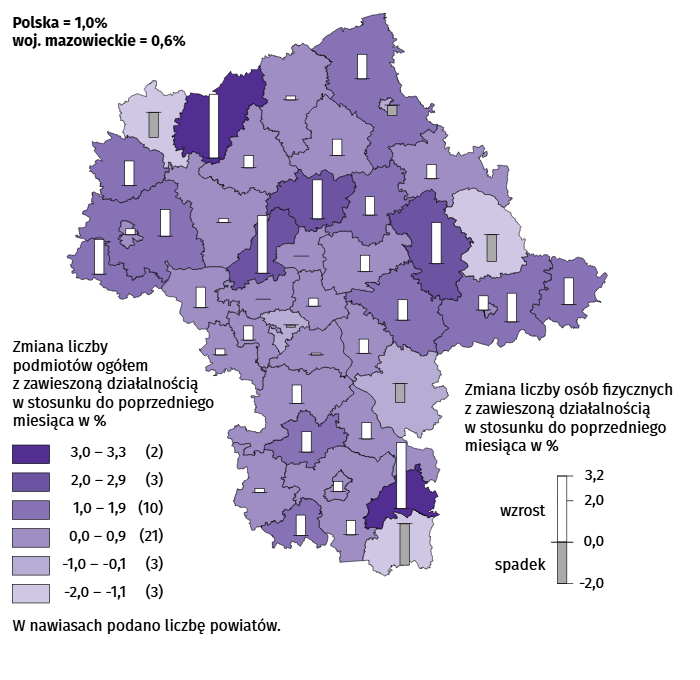 Polska = 1,0%
woj. mazowieckie = 0,6%
Zmiana liczby
podmiotów ogółem
z zawieszoną działalnością
w stosunku do poprzedniego
miesiąca w %
3,0 – 3,3 (2)
2,0 – 2,9 (3)
1,0 – 1,9 (10)
0,0 – 0,9 (21)
-1,0 – -0,1 (3)
-2,0 – -1,1 (3)
W nawiasach podano liczbę powiatów.
Zmiana liczby osób fizycznych
z zawieszoną działalnością
w stosunku do poprzedniego
miesiąca w %
3,2
2,0
wzrost
0,0
spadek
-2,0